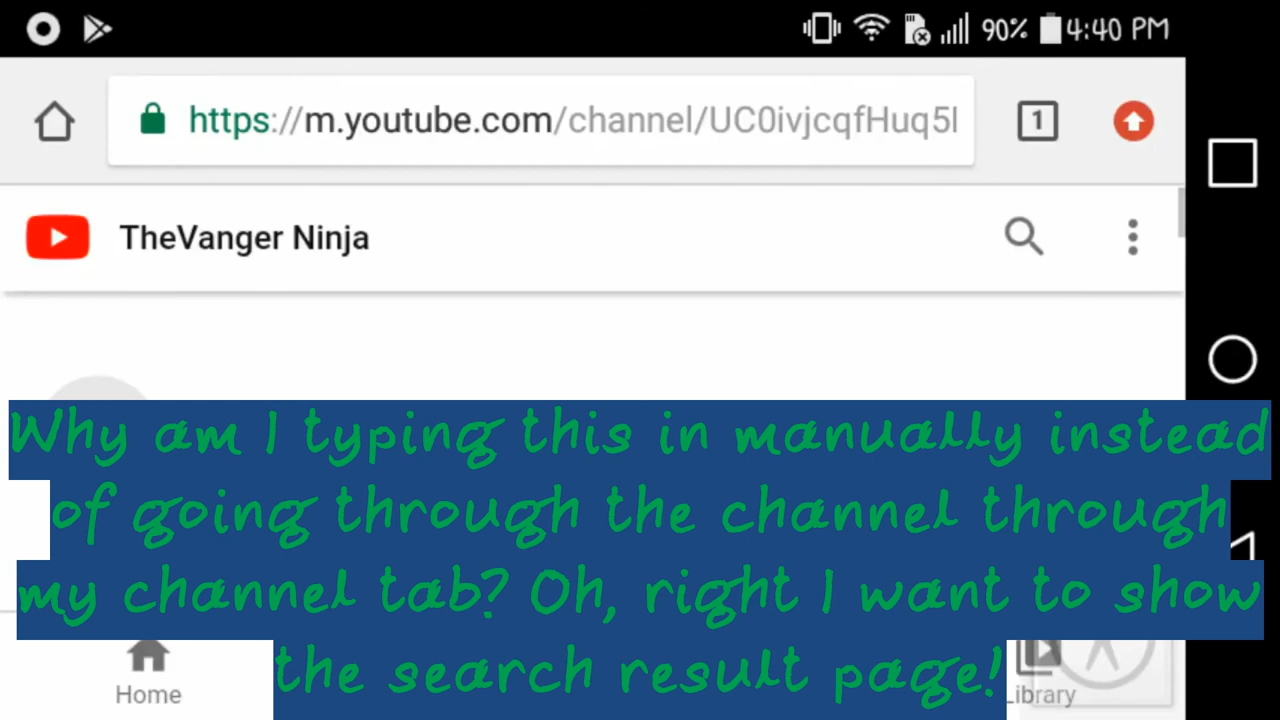 90% 4:40 PM
https://m.youtube.com/channel/UC0ivjcqfHuq5
1
TheVanger Ninja
Why am I typing this in manually instead
of going through the channel through
my channel tab? Oh, right I want to show
the search result page!
Home
Library